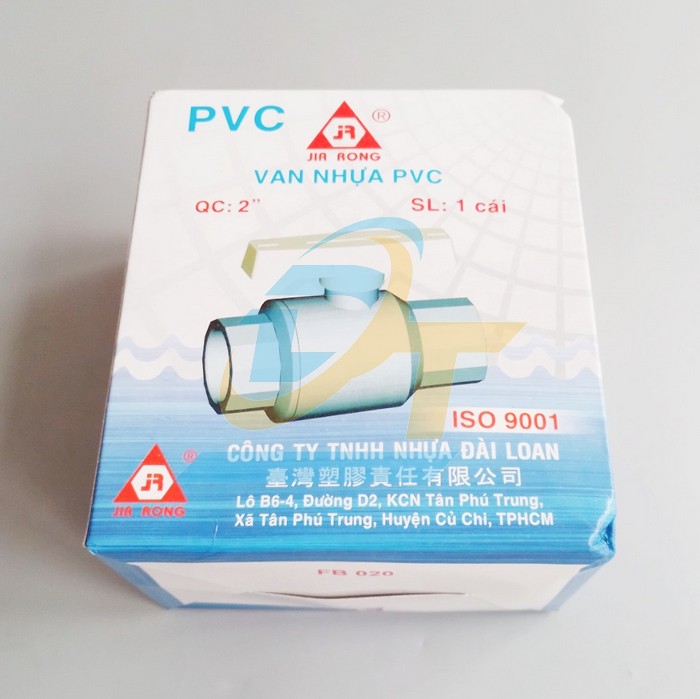 PVC
JR
®
JIA RONG
VAN NHỰA PVC
QC: 2" SL: 1 cái
DT
ISO 9001
CÔNG TY TNHH NHỰA ĐÀI LOAN
臺灣塑膠責任有限公司
Lô B6-4, Đường D2, KCN Tân Phú Trung,
Xã Tân Phú Trung, Huyện Củ Chi, TPHCM
JR
®
JIA RONG
FB 020